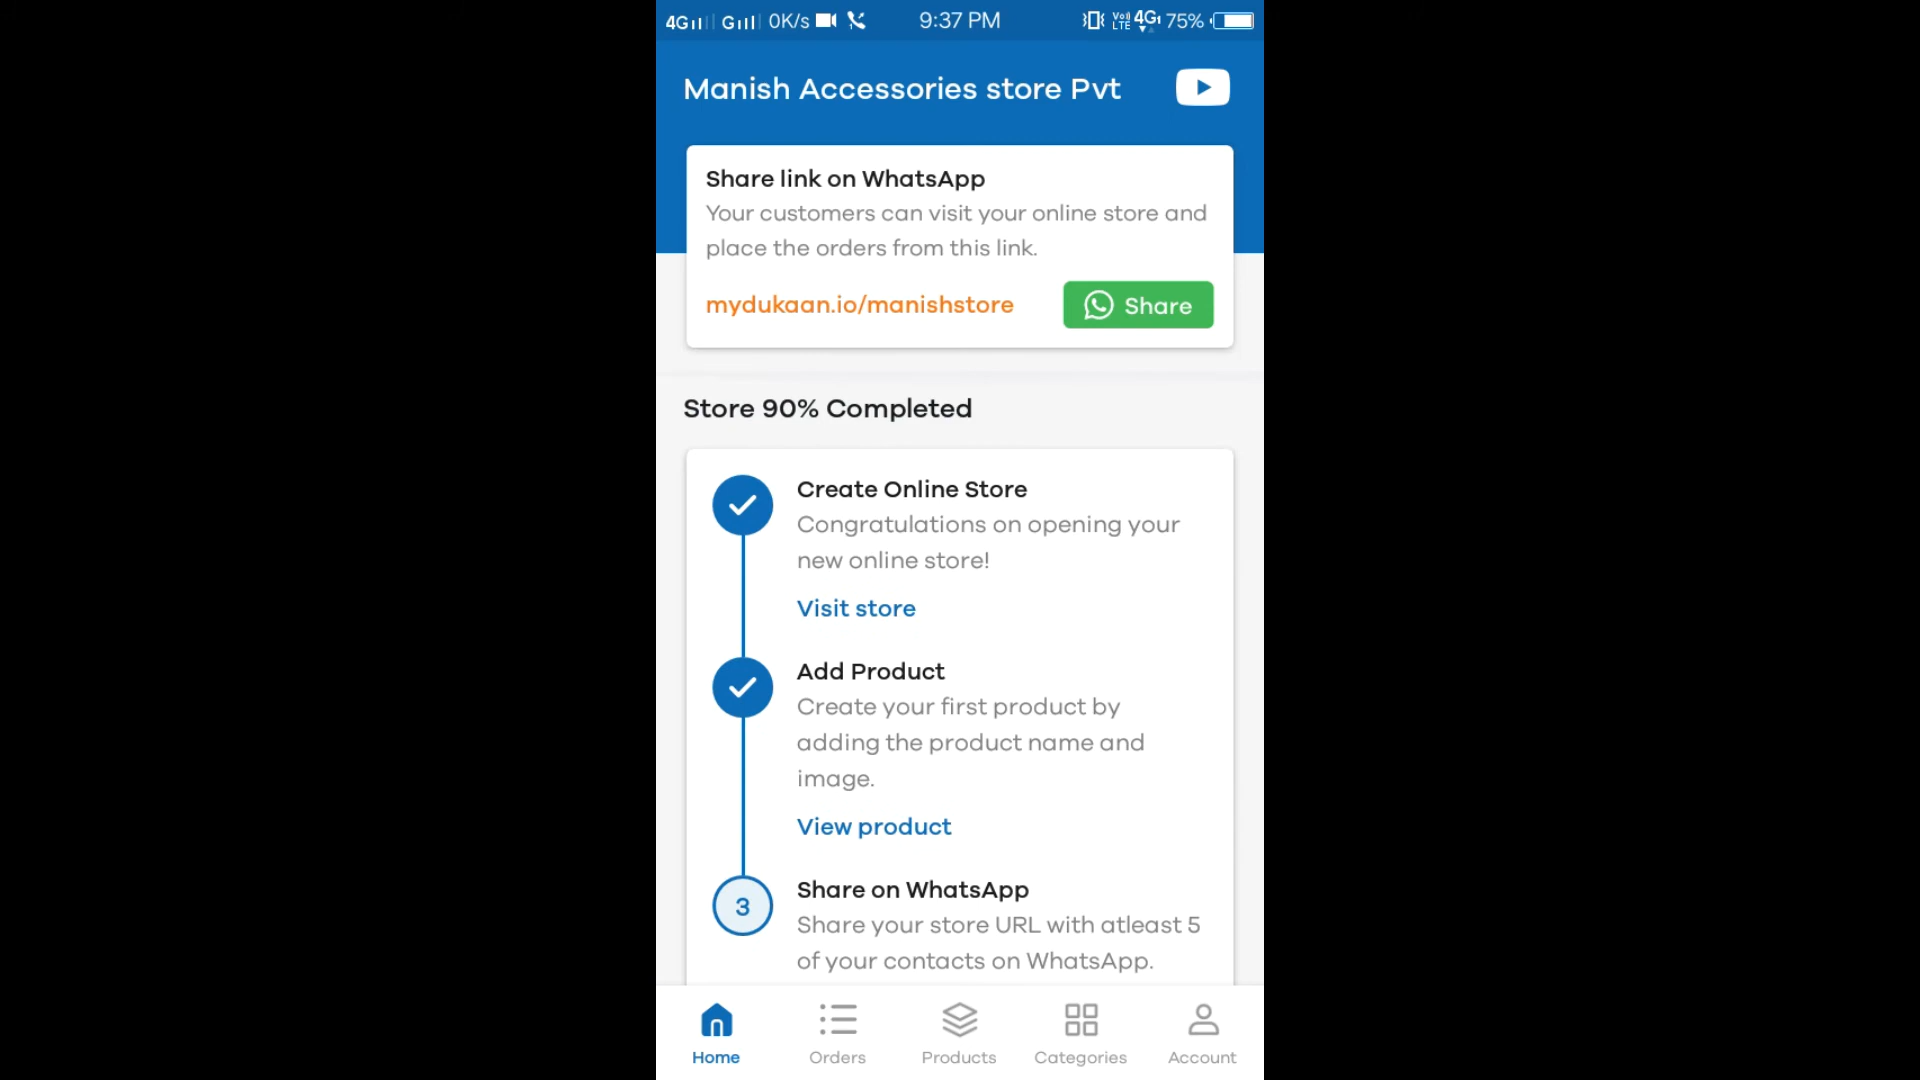 4G G 0K/s 9:37 PM VoLTE 4G 75%
Manish Accessories store Pvt
Share link on WhatsApp
Your customers can visit your online store and
place the orders from this link.
mydukaan.io/manishstore Share
Store 90% Completed
Create Online Store
Congratulations on opening your
new online store!
Visit store
Add Product
Create your first product by
adding the product name and
image.
View product
3 Share on WhatsApp
Share your store URL with atleast 5
of your contacts on WhatsApp.
Home Orders Products Categories Account